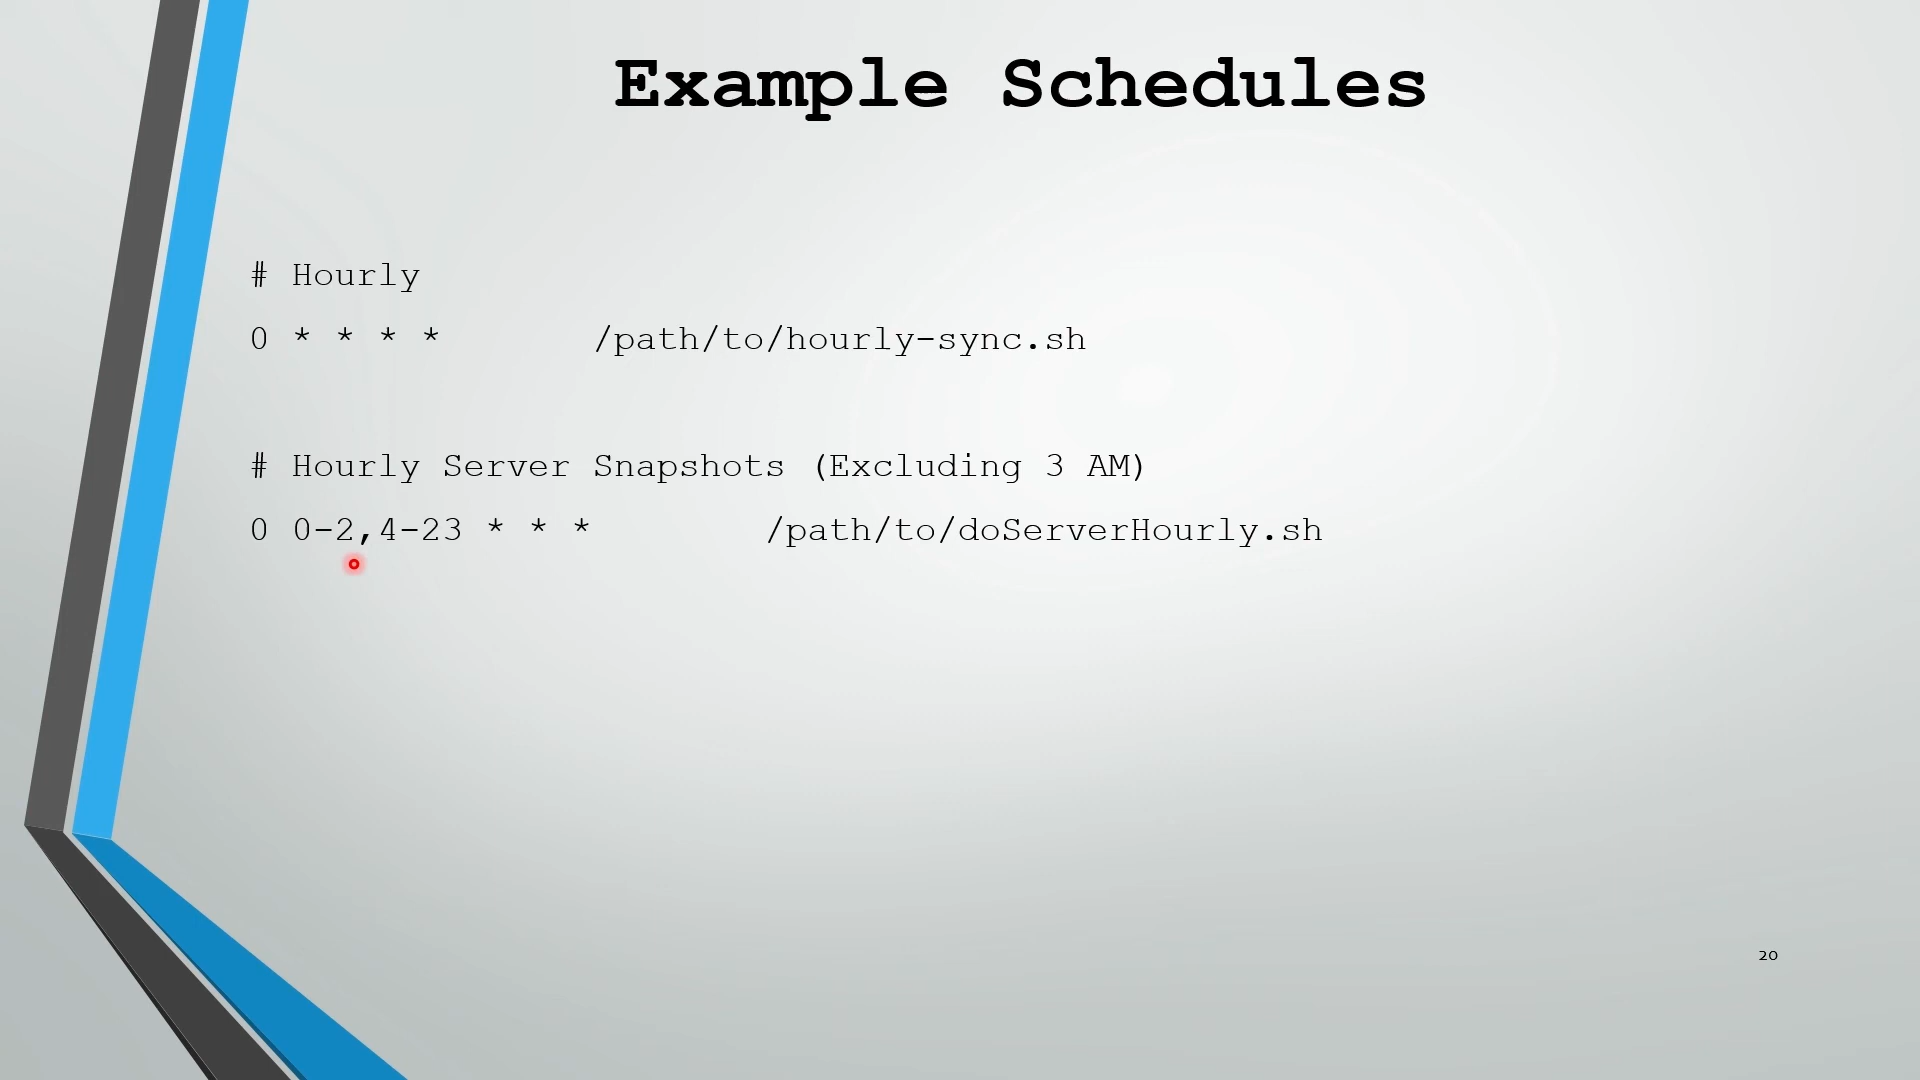 Example Schedules
# Hourly
0 * * * * /path/to/hourly-sync.sh
# Hourly Server Snapshots (Excluding 3 AM)
0 0-2,4-23 * * * /path/to/doServerHourly.sh
20